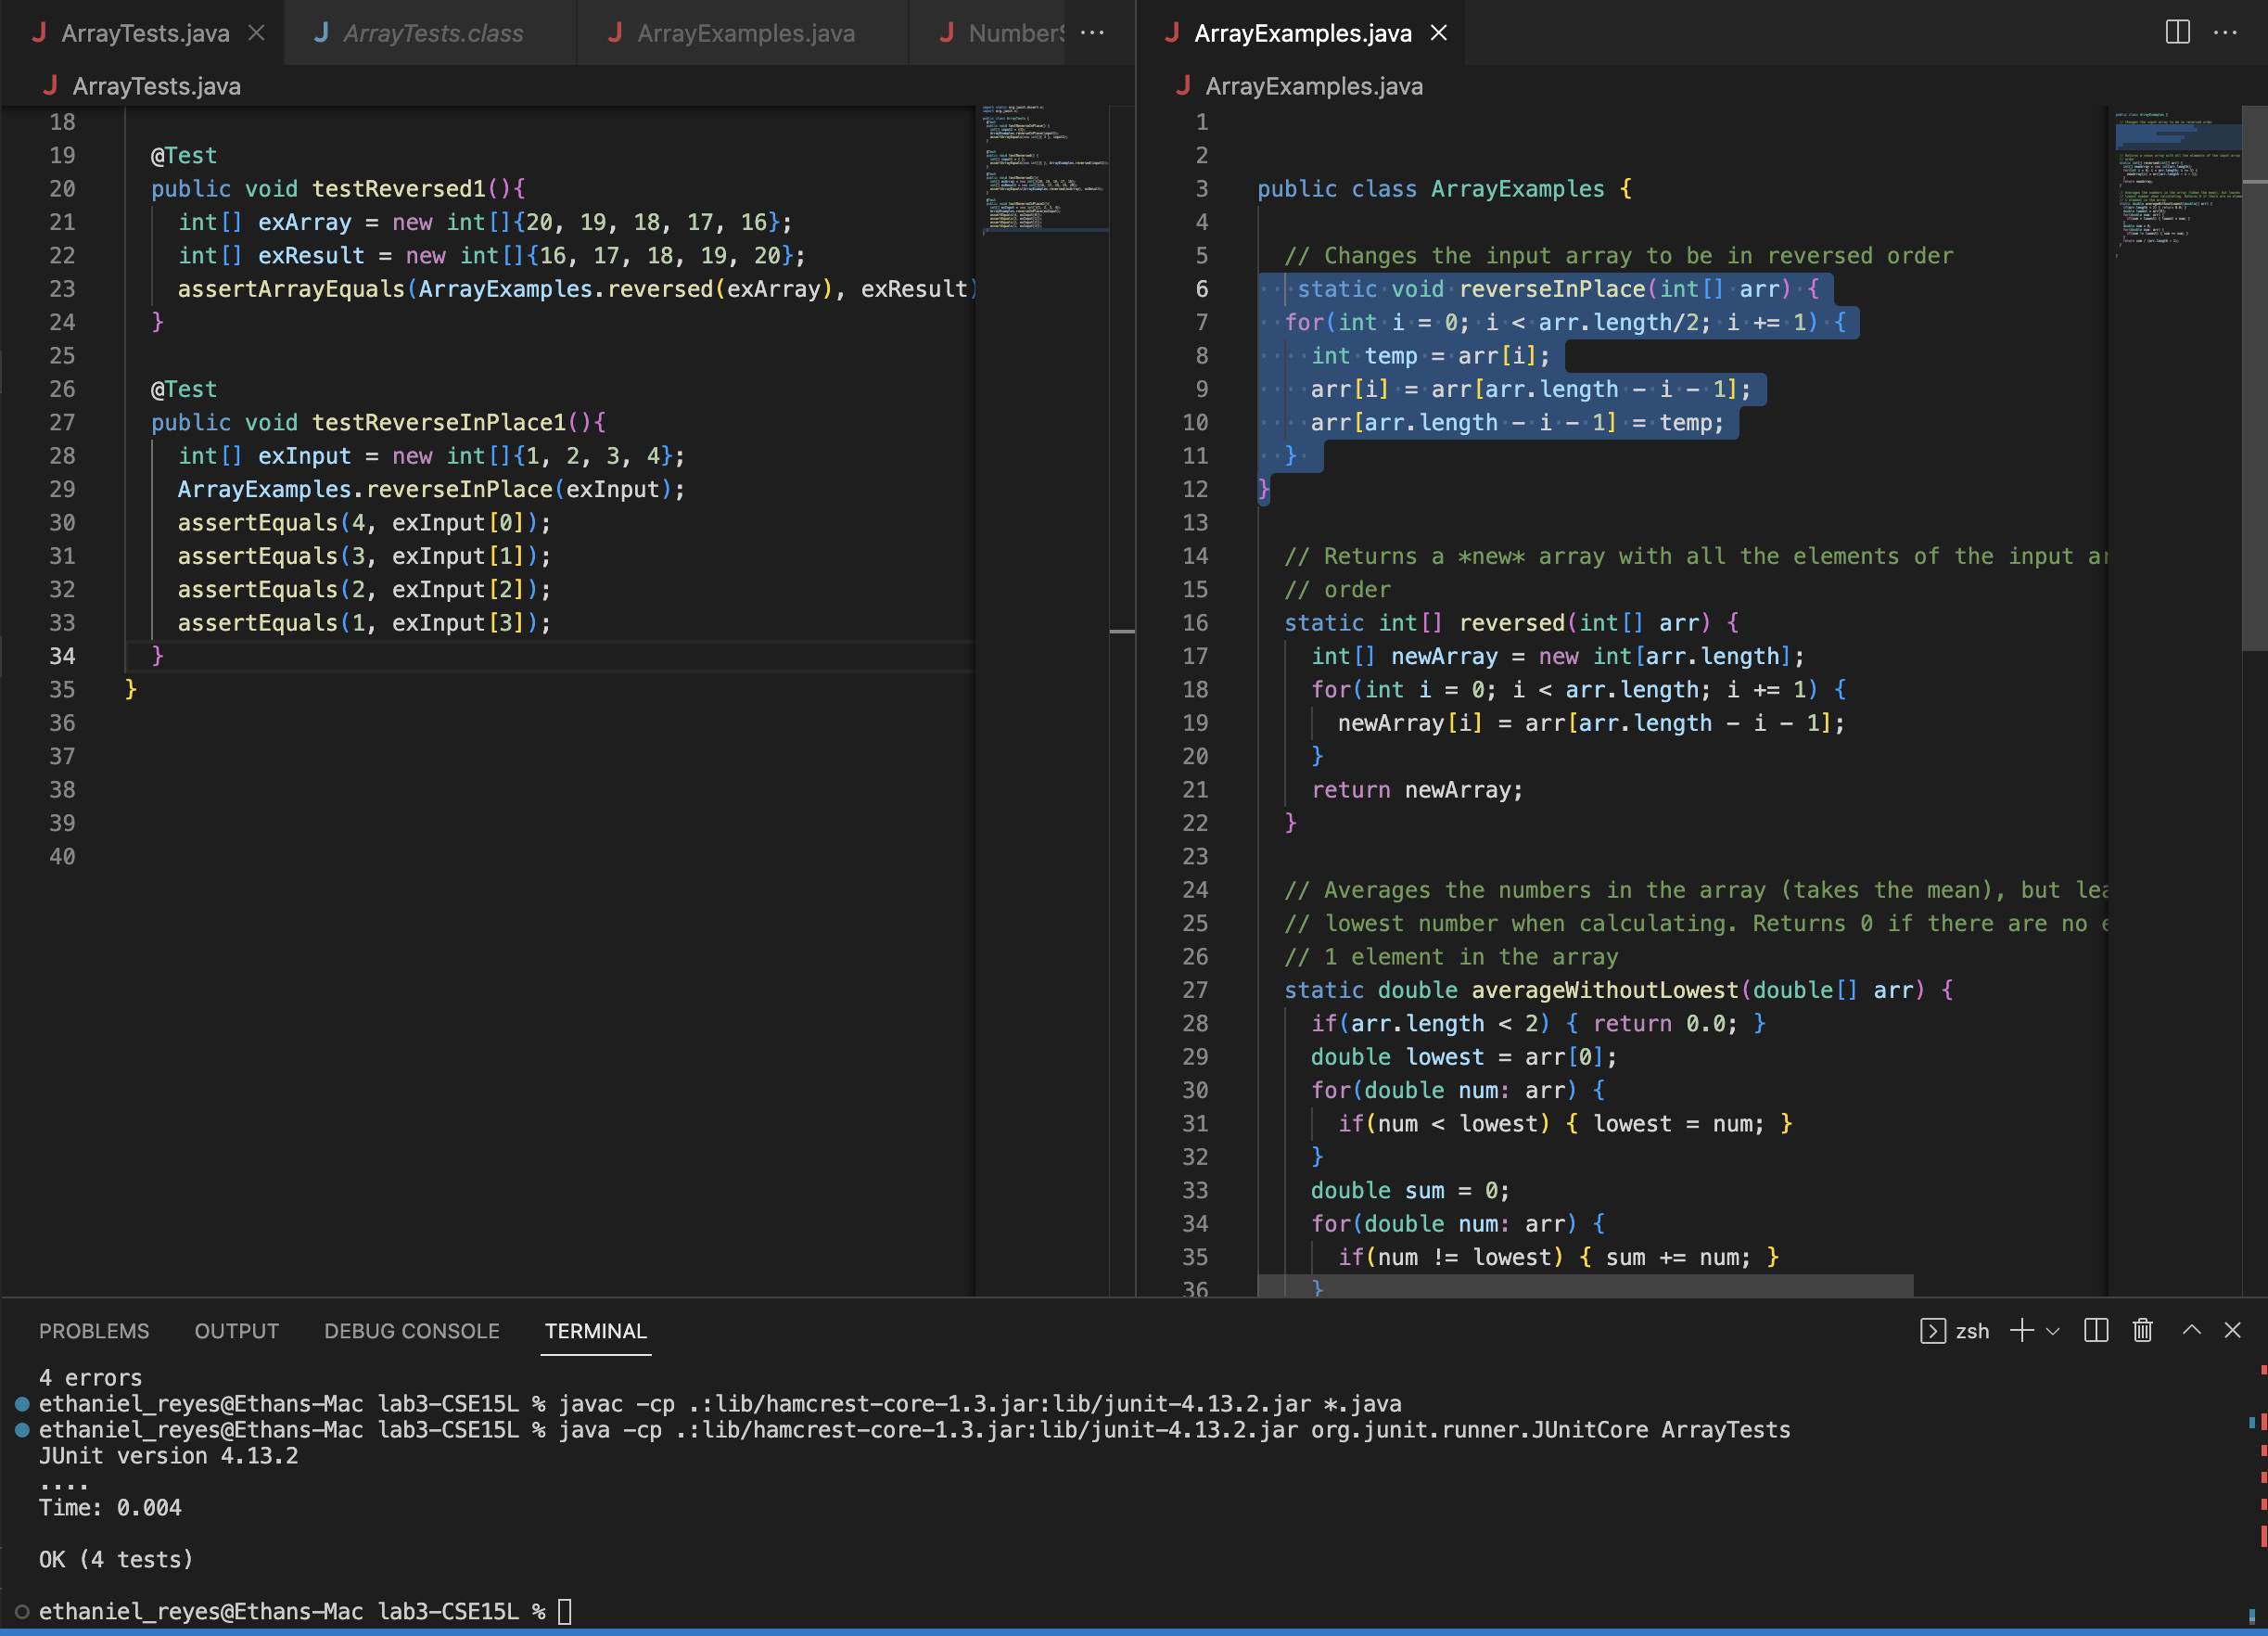 ArrayTests.java
ArrayTests.class
ArrayExamples.java
ArrayTests.java
18
19 @Test
20 public void testReversed1(){
21 int[] exArray = new int[]{20, 19, 18, 17, 16};
22 int[] exResult = new int[]{16, 17, 18, 19, 20};
23 assertArrayEquals(ArrayExamples.reversed(exArray), exResult)
24 }
25
26 @Test
27 public void testReverseInPlace1(){
28 int[] exInput = new int[]{1, 2, 3, 4};
29 ArrayExamples.reverseInPlace(exInput);
30 assertEquals(4, exInput[0]);
31 assertEquals(3, exInput[1]);
32 assertEquals(2, exInput[2]);
33 assertEquals(1, exInput[3]);
34 }
35 }
36
37
38
39
40
ArrayExamples.java
ArrayExamples.java
1
2
3 public class ArrayExamples {
4
5 // Changes the input array to be in reversed order
6 static void reverseInPlace(int[] arr) {
7 for(int i = 0; i < arr.length/2; i += 1) {
8 int temp = arr[i];
9 arr[i] = arr[arr.length - i - 1];
10 arr[arr.length - i - 1] = temp;
11 }
12 }
13
14 // Returns a *new* array with all the elements of the input
15 // order
16 static int[] reversed(int[] arr) {
17 int[] newArray = new int[arr.length];
18 for(int i = 0; i < arr.length; i += 1) {
19 newArray[i] = arr[arr.length - i - 1];
20 }
21 return newArray;
22 }
23
24 // Averages the numbers in the array (takes the mean), but
25 // lowest number when calculating. Returns 0 if there are no
26 // 1 element in the array
27 static double averageWithoutLowest(double[] arr) {
28 if(arr.length < 2) { return 0.0; }
29 double lowest = arr[0];
30 for(double num: arr) {
31 if(num < lowest) { lowest = num; }
32 }
33 double sum = 0;
34 for(double num: arr) {
35 if(num != lowest) { sum += num; }
36 }
PROBLEMS OUTPUT DEBUG CONSOLE TERMINAL zsh
4 errors
ethaniel_reyes@Ethans-Mac lab3-CSE15L % javac -cp .:lib/hamcrest-core-1.3.jar:lib/junit-4.13.2.jar *.java
ethaniel_reyes@Ethans-Mac lab3-CSE15L % java -cp .:lib/hamcrest-core-1.3.jar:lib/junit-4.13.2.jar org.junit.runner.JUnitCore ArrayTests
JUnit version 4.13.2
....
Time: 0.004
OK (4 tests)
ethaniel_reyes@Ethans-Mac lab3-CSE15L %